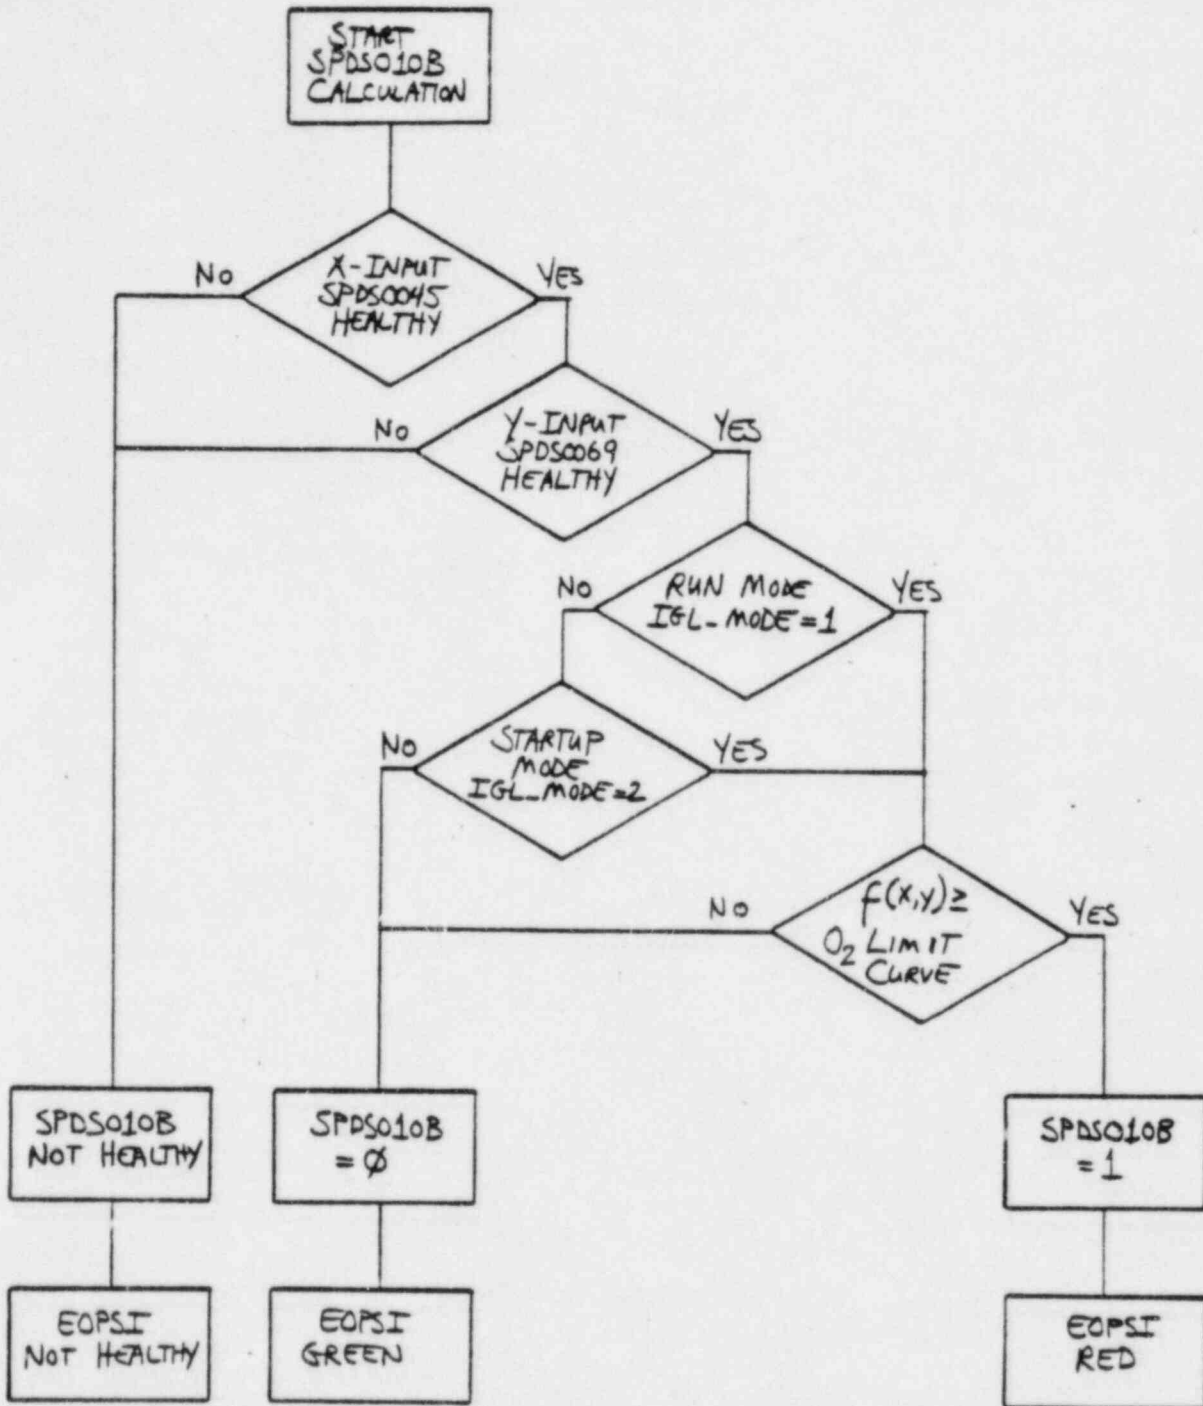 START
SPDS010B
CALCULATION
NO
X-INPUT
SPDS0045
HEALTHY
YES
NO
Y-INPUT
SPDS0069
HEALTHY
YES
NO
RUN MODE
IGL_MODE=1
YES
NO
STARTUP
MODE
IGL_MODE=2
YES
NO
f(X,Y)≥
O₂ LIMIT
CURVE
YES
SPDS010B
NOT HEALTHY
SPDS010B
= Ø
SPDS010B
= 1
EOPSI
NOT HEALTHY
EOPSI
GREEN
EOPSI
RED